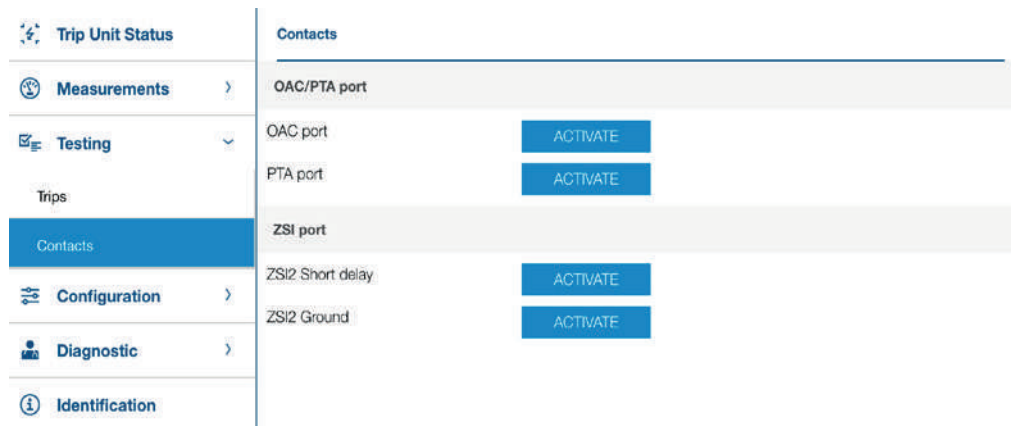 Trip Unit Status
Measurements
Testing
Trips
Contacts
Configuration
Diagnostic
Identification
Contacts
OAC/PTA port
OAC port ACTIVATE
PTA port ACTIVATE
ZSI port
ZSI2 Short delay ACTIVATE
ZSI2 Ground ACTIVATE